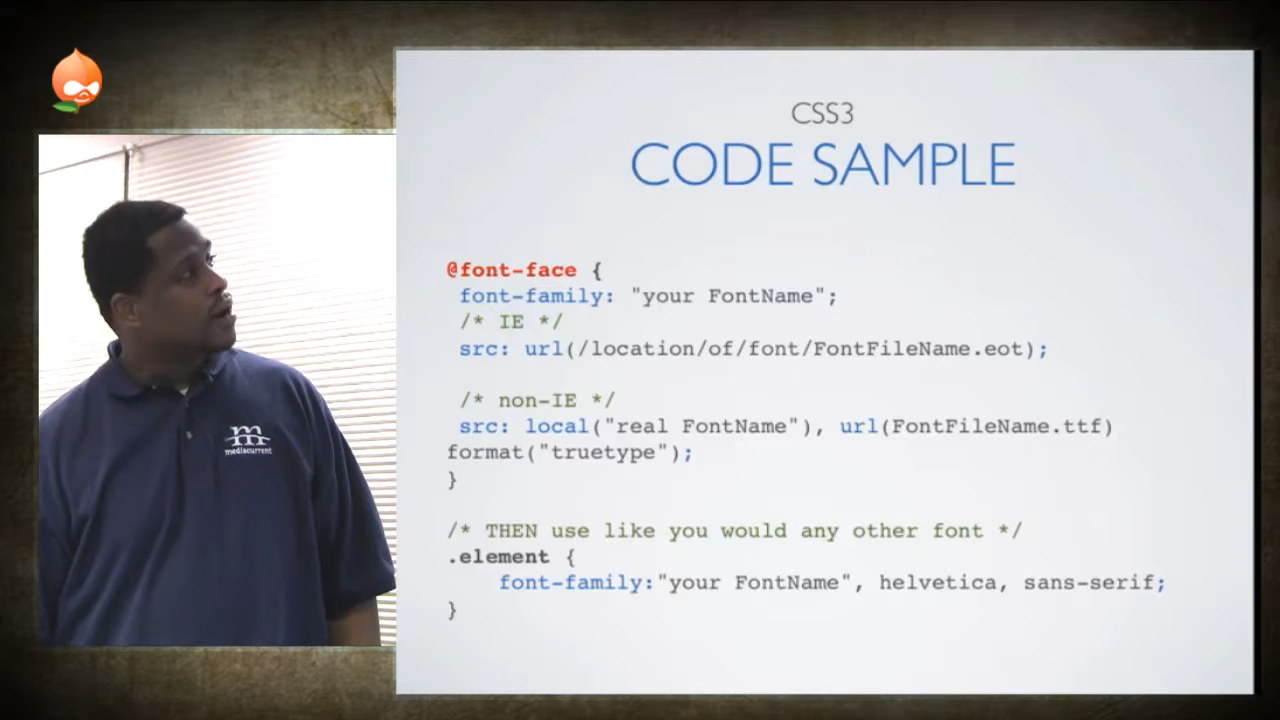 CSS3
CODE SAMPLE
@font-face {
font-family: "your FontName";
/* IE */
src: url(/location/of/font/FontFileName.eot);
/* non-IE */
src: local("real FontName"), url(FontFileName.ttf)
format("truetype");
}
/* THEN use like you would any other font */
.element {
font-family:"your FontName", helvetica, sans-serif;
}
m
mediacurrent